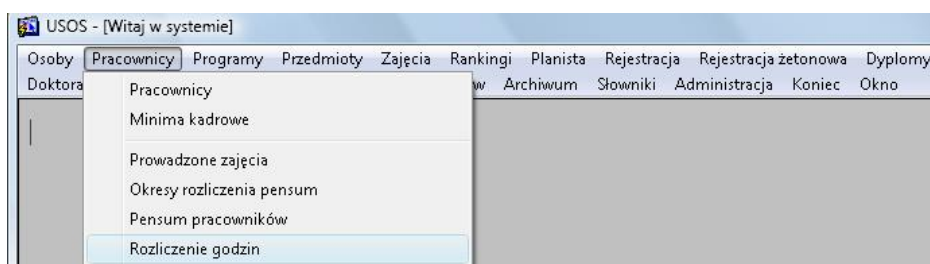 USOS - [Witaj w systemie]
Osoby Pracownicy Programy Przedmioty Zajęcia Rankingi Planista Rejestracja Rejestracja żetonowa Dyplomy
Archiwum Słowniki Administracja Koniec Okno
Pracownicy
Minima kadrowe
Prowadzone zajęcia
Okresy rozliczenia pensum
Pensum pracowników
Rozliczenie godzin